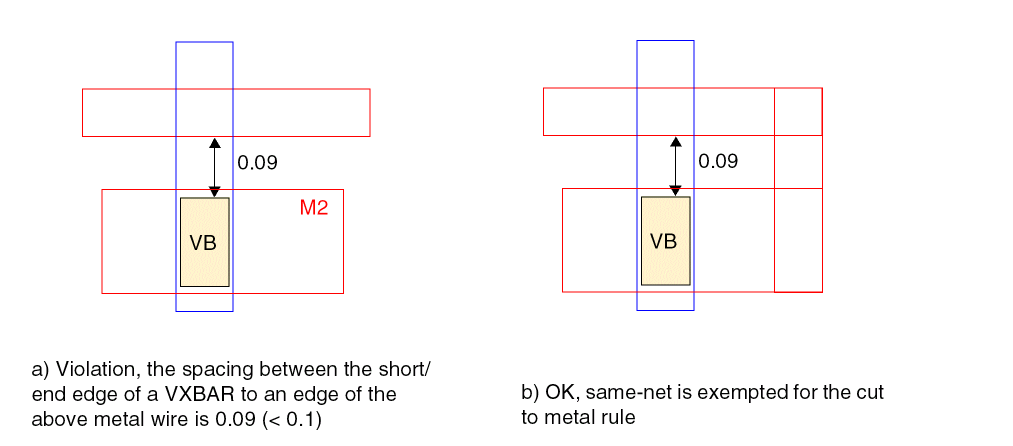 0.09
M2
VB
0.09
VB
a) Violation, the spacing between the short/
end edge of a VXBAR to an edge of the
above metal wire is 0.09 (< 0.1)
b) OK, same-net is exempted for the cut
to metal rule